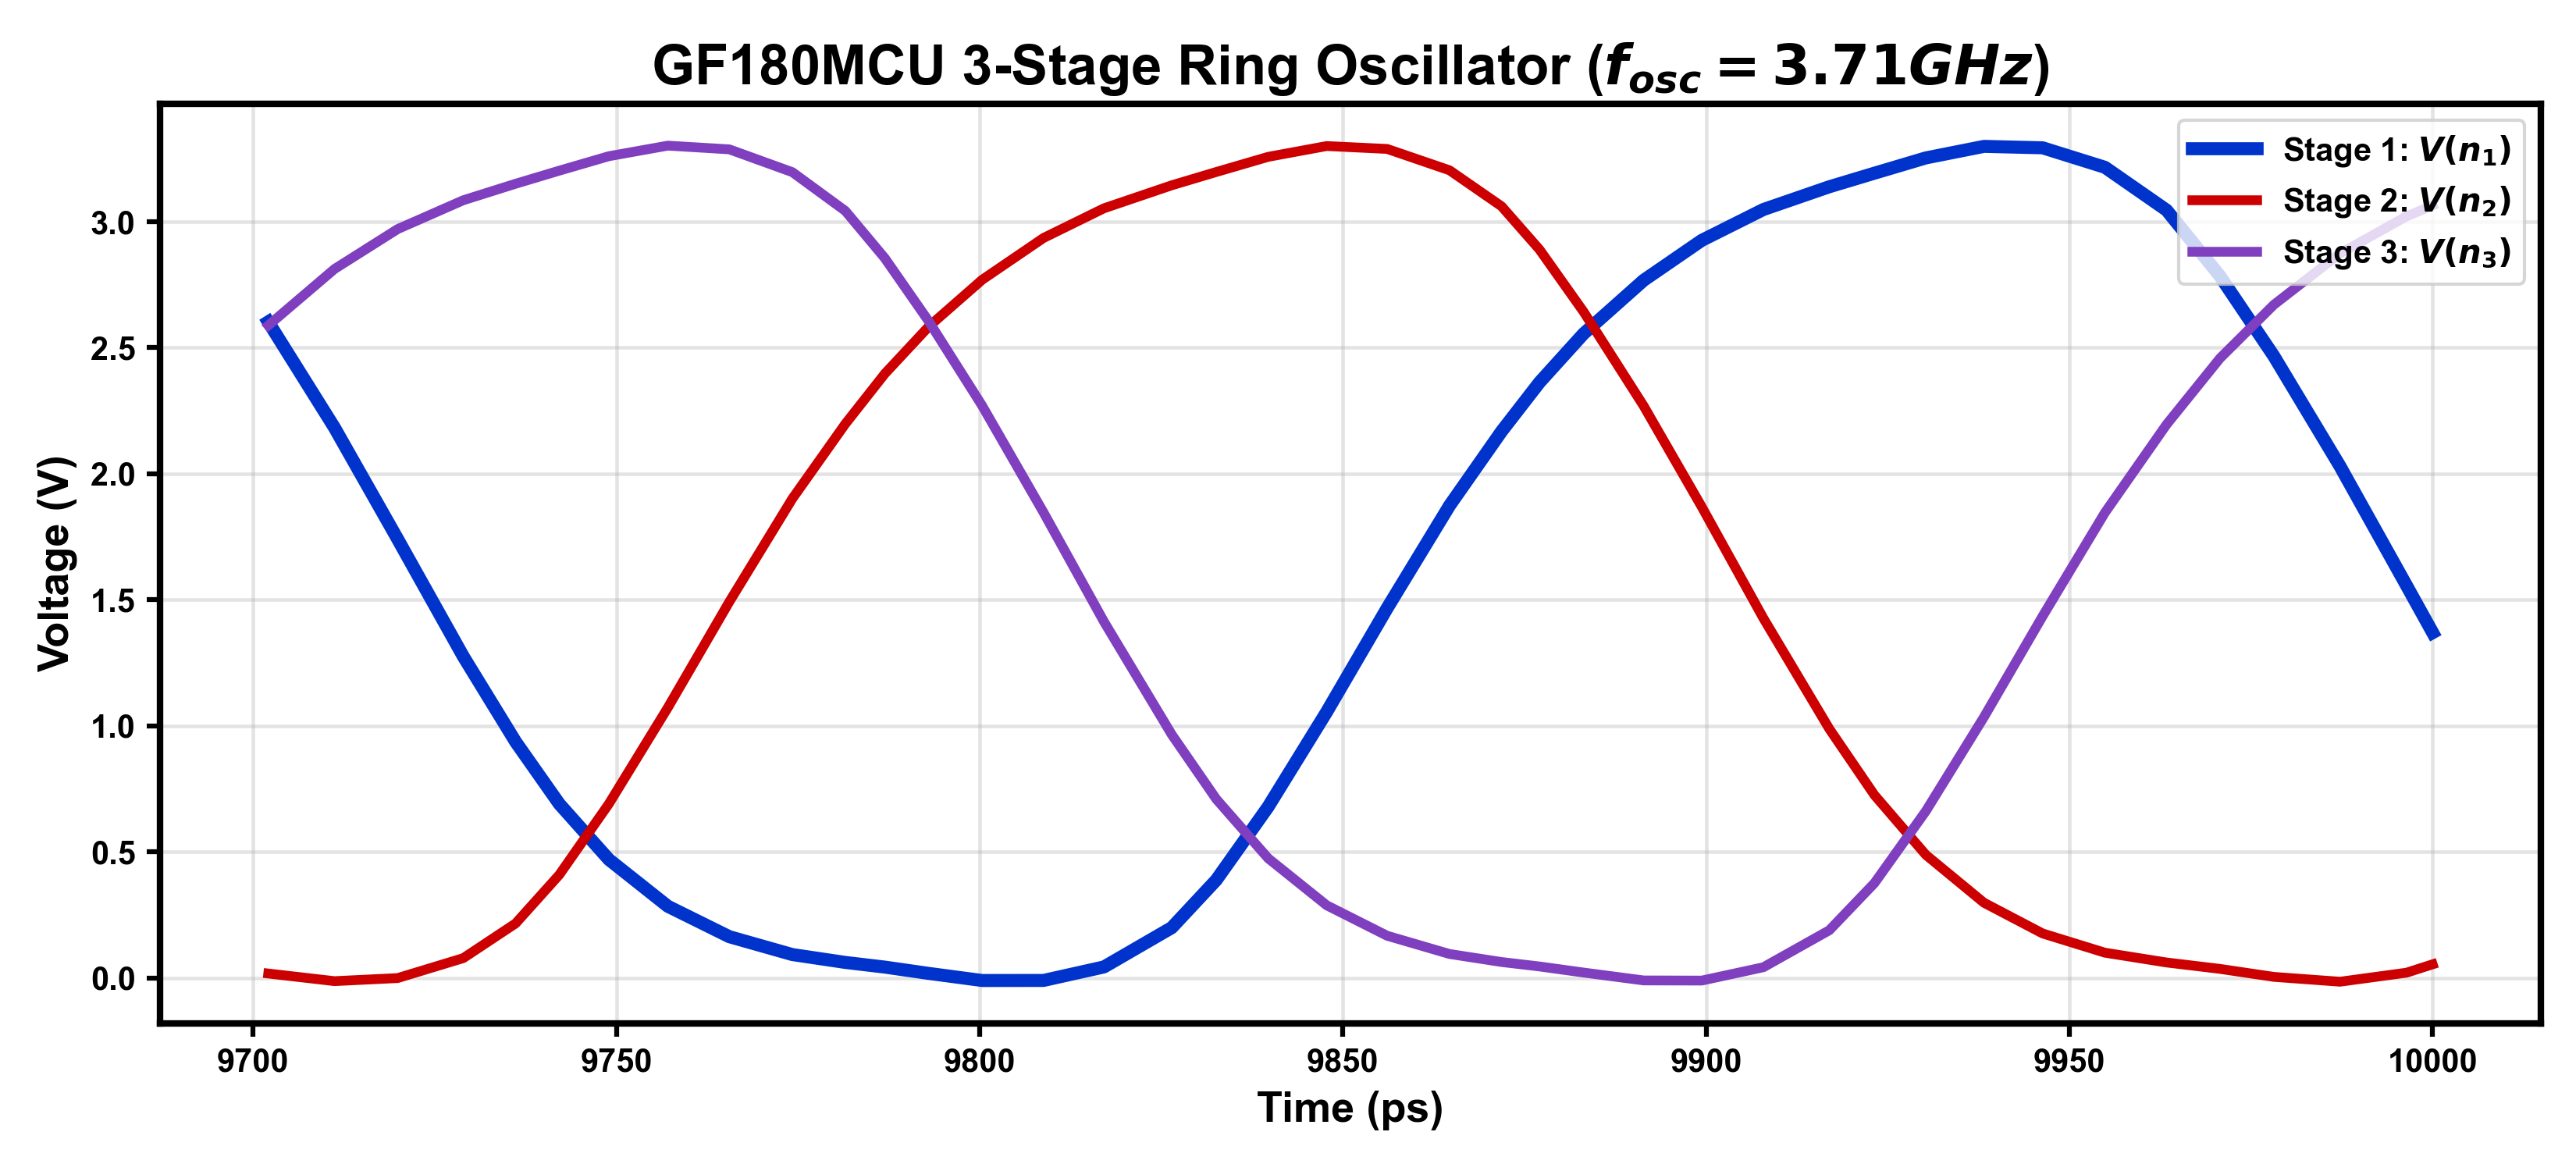 GF180MCU 3-Stage Ring Oscillator (f_osc = 3.71GHz)
Stage 1: V(n₁)
Stage 2: V(n₂)
Stage 3: V(n₃)
Voltage (V)
3.0
2.5
2.0
1.5
1.0
0.5
0.0
9700 9750 9800 9850 9900 9950 10000
Time (ps)